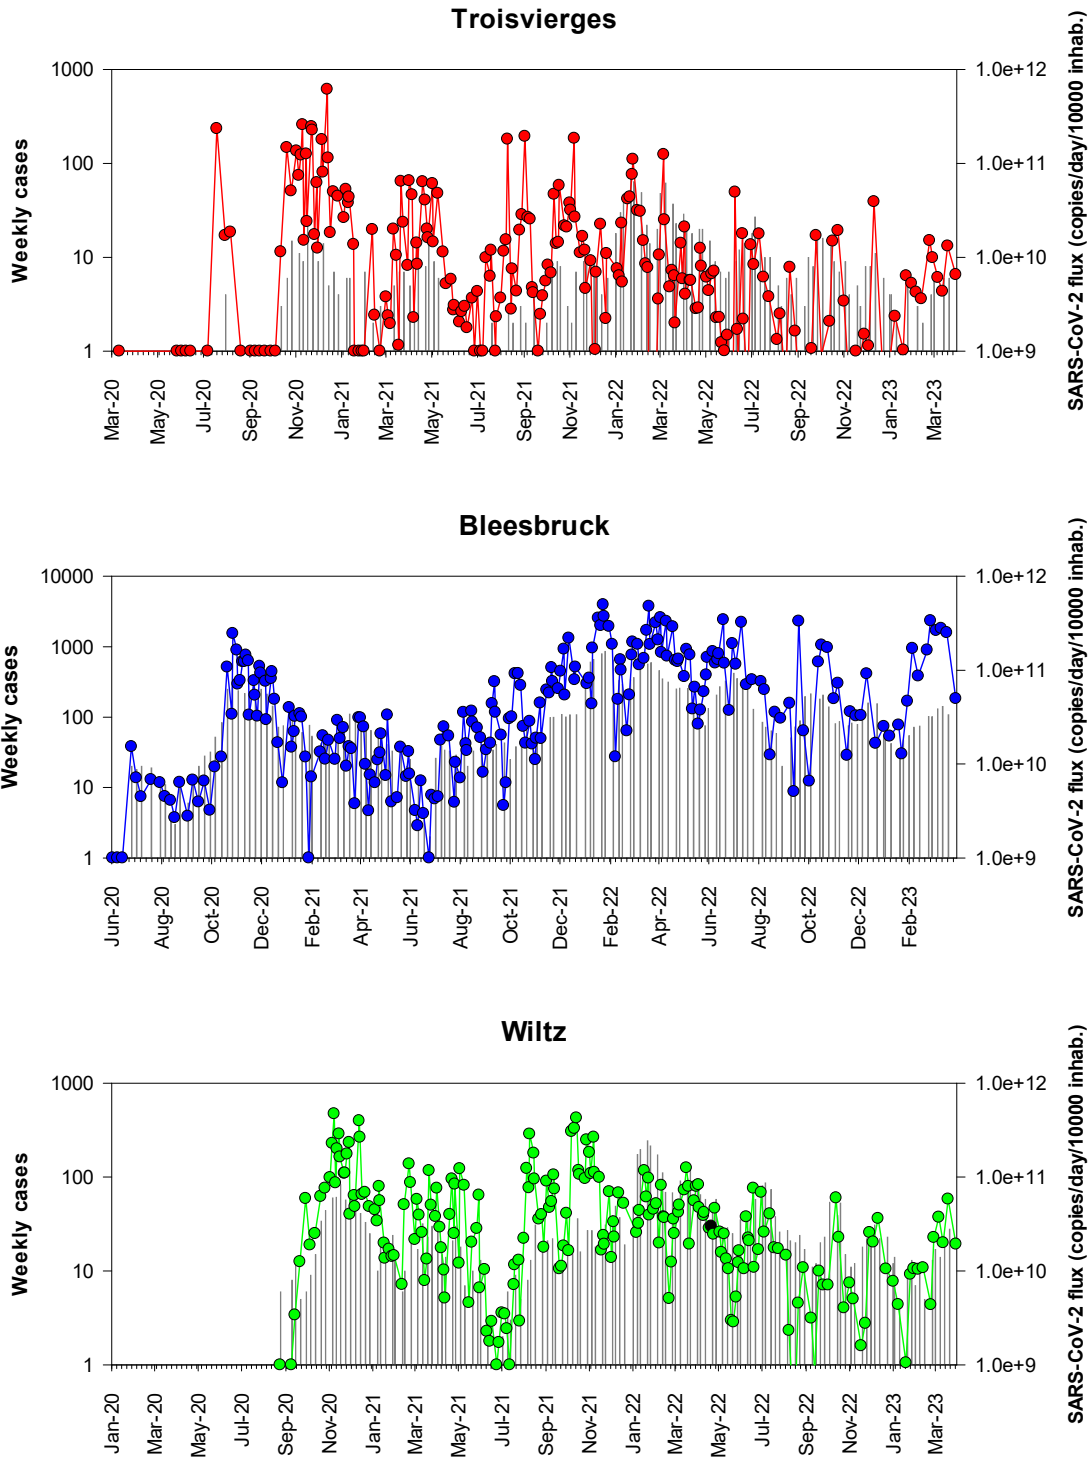 Troisvierges
Weekly cases
1000
100
10
1
1.0e+12
1.0e+11
1.0e+10
1.0e+9
SARS-CoV-2 flux (copies/day/10000 inhab.)
Mar-20
May-20
Jul-20
Sep-20
Nov-20
Jan-21
Mar-21
May-21
Jul-21
Sep-21
Nov-21
Jan-22
Mar-22
May-22
Jul-22
Sep-22
Nov-22
Jan-23
Mar-23
Bleesbruck
Weekly cases
10000
1000
100
10
1
1.0e+12
1.0e+11
1.0e+10
1.0e+9
SARS-CoV-2 flux (copies/day/10000 inhab.)
Jun-20
Aug-20
Oct-20
Dec-20
Feb-21
Apr-21
Jun-21
Aug-21
Oct-21
Dec-21
Feb-22
Apr-22
Jun-22
Aug-22
Oct-22
Dec-22
Feb-23
Wiltz
Weekly cases
1000
100
10
1
1.0e+12
1.0e+11
1.0e+10
1.0e+9
SARS-CoV-2 flux (copies/day/10000 inhab.)
Jan-20
Mar-20
May-20
Jul-20
Sep-20
Nov-20
Jan-21
Mar-21
May-21
Jul-21
Sep-21
Nov-21
Jan-22
Mar-22
May-22
Jul-22
Sep-22
Nov-22
Jan-23
Mar-23